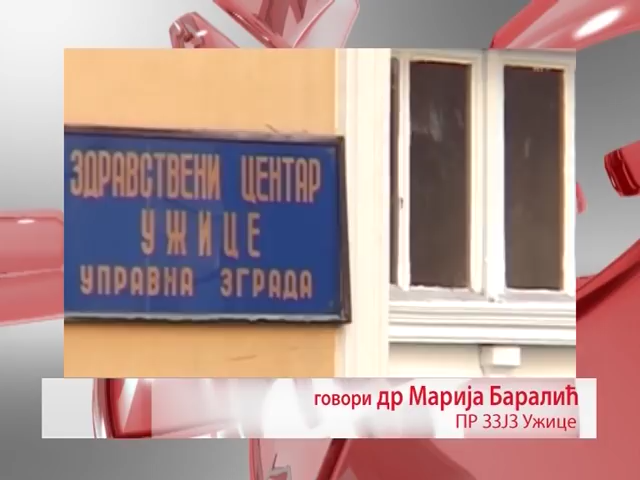 ЗДРАВСТВЕНИ ЦЕНТАР
УЖИЦЕ
УПРАВНА ЗГРАДА
говори др Марија Баралић
ПР ЗЗЈЗ Ужице